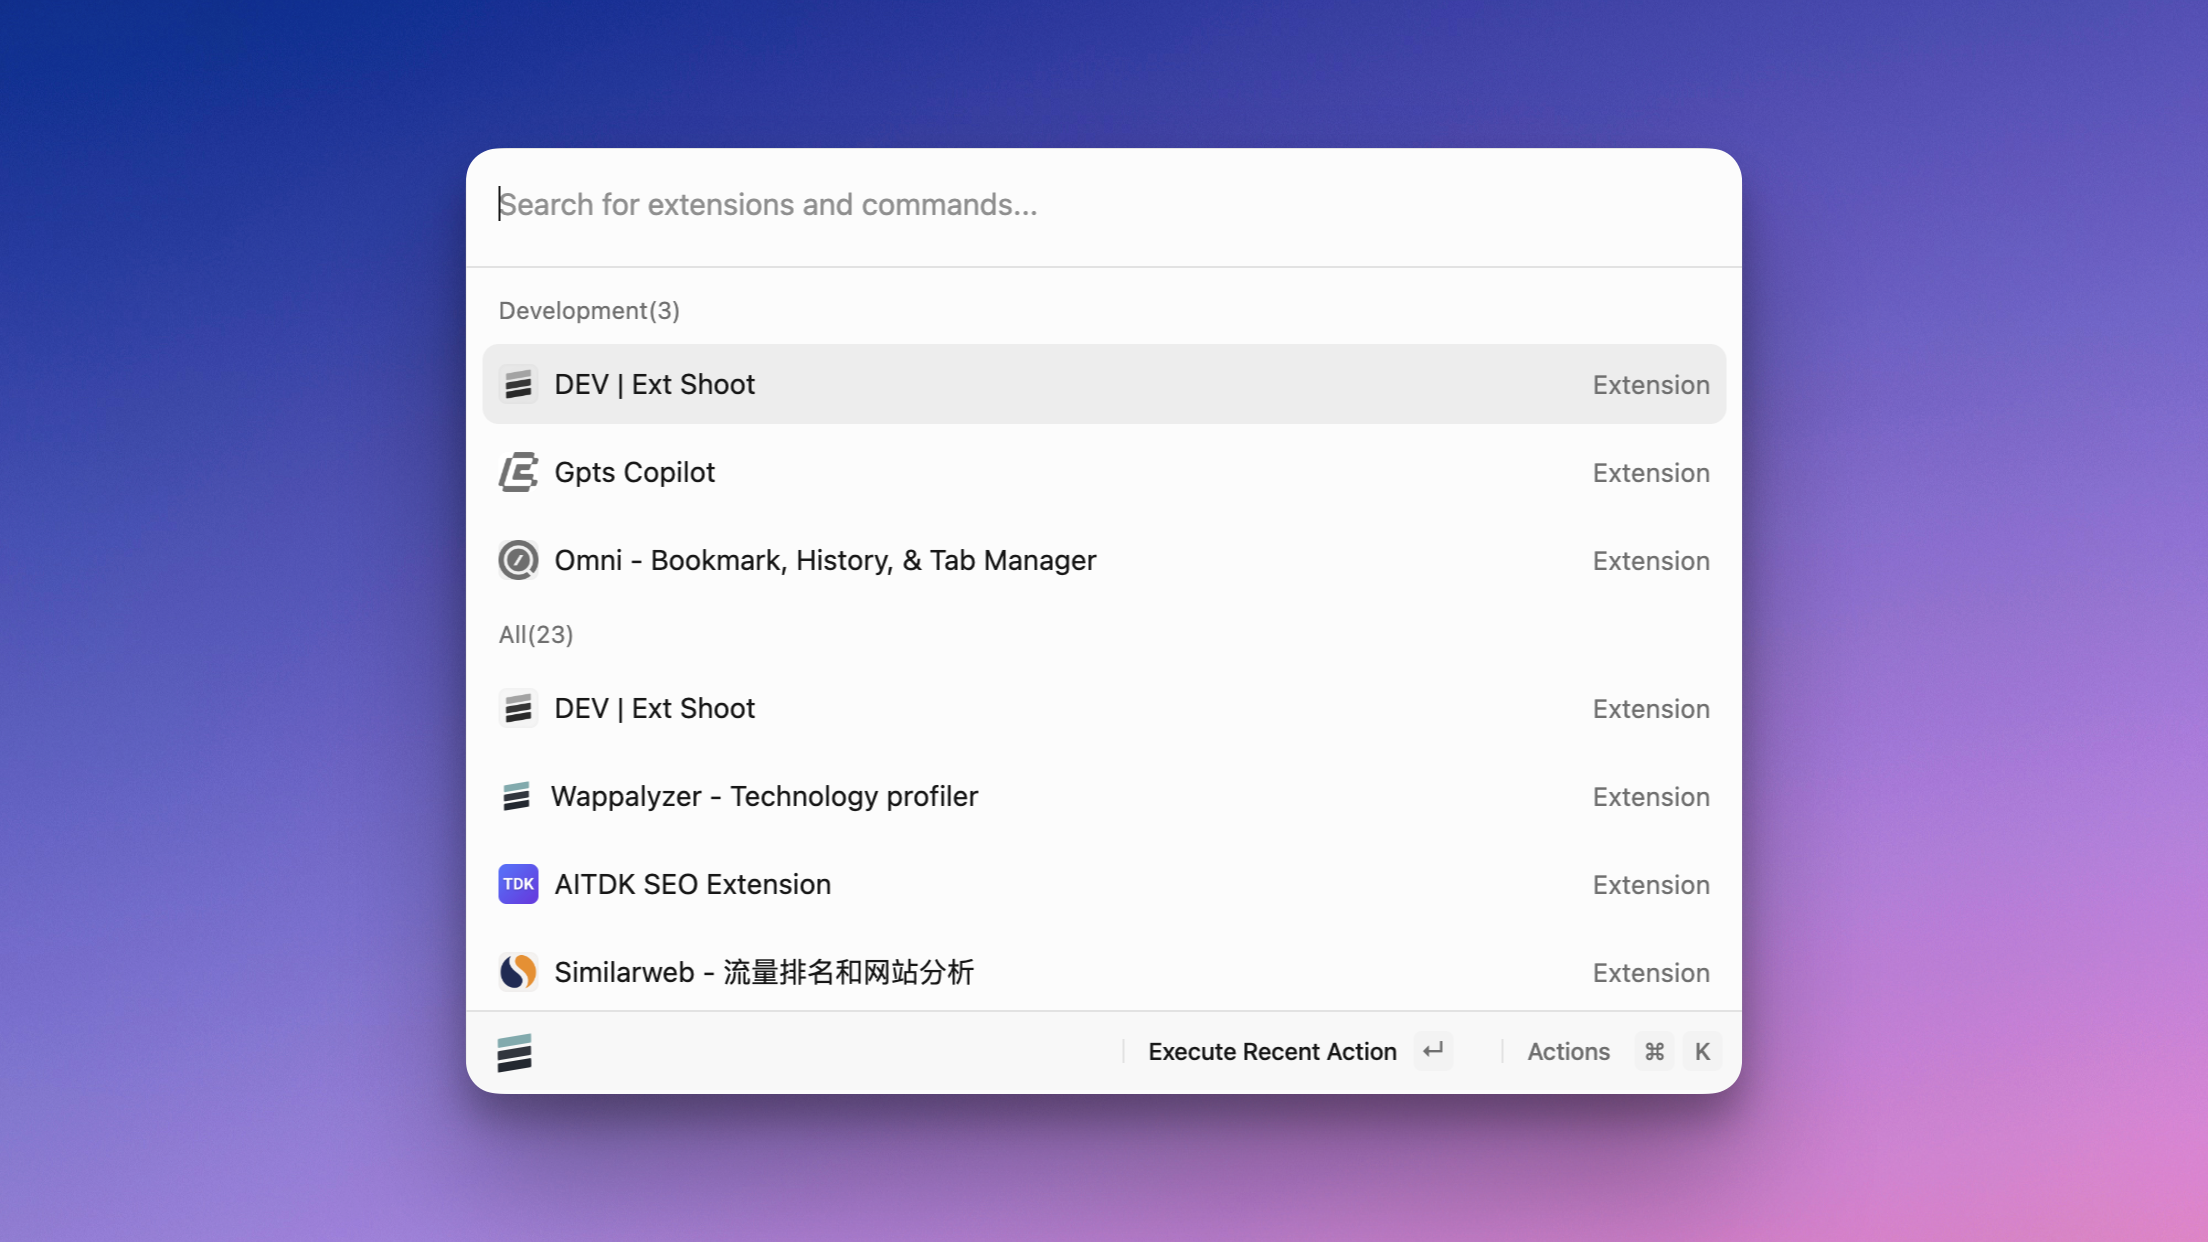 Search for extensions and commands...
Development(3)
DEV | Ext Shoot Extension
Gpts Copilot Extension
Omni - Bookmark, History, & Tab Manager Extension
All(23)
DEV | Ext Shoot Extension
Wappalyzer - Technology profiler Extension
TDK AITDK SEO Extension Extension
Similarweb - 流量排名和网站分析 Extension
Execute Recent Action ↵ Actions ⌘ K